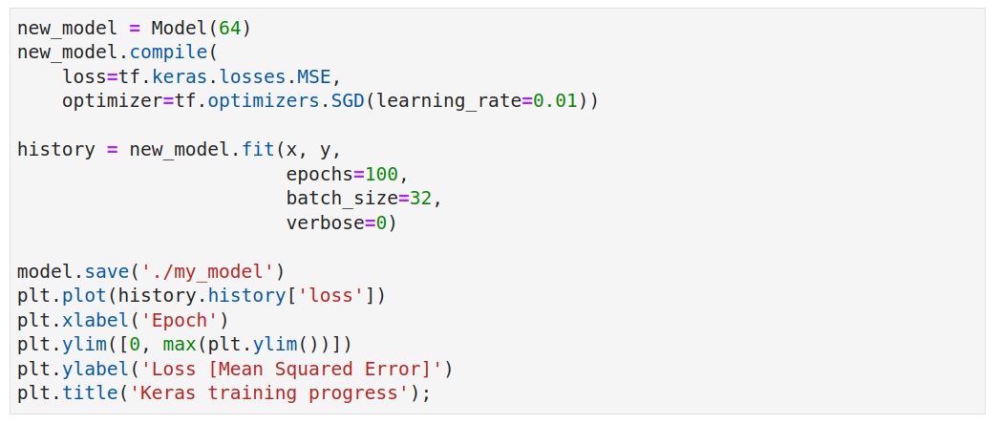 new_model = Model(64)
new_model.compile(
    loss=tf.keras.losses.MSE,
    optimizer=tf.optimizers.SGD(learning_rate=0.01))

history = new_model.fit(x, y,
                        epochs=100,
                        batch_size=32,
                        verbose=0)

model.save('./my_model')
plt.plot(history.history['loss'])
plt.xlabel('Epoch')
plt.ylim([0, max(plt.ylim())])
plt.ylabel('Loss [Mean Squared Error]')
plt.title('Keras training progress');